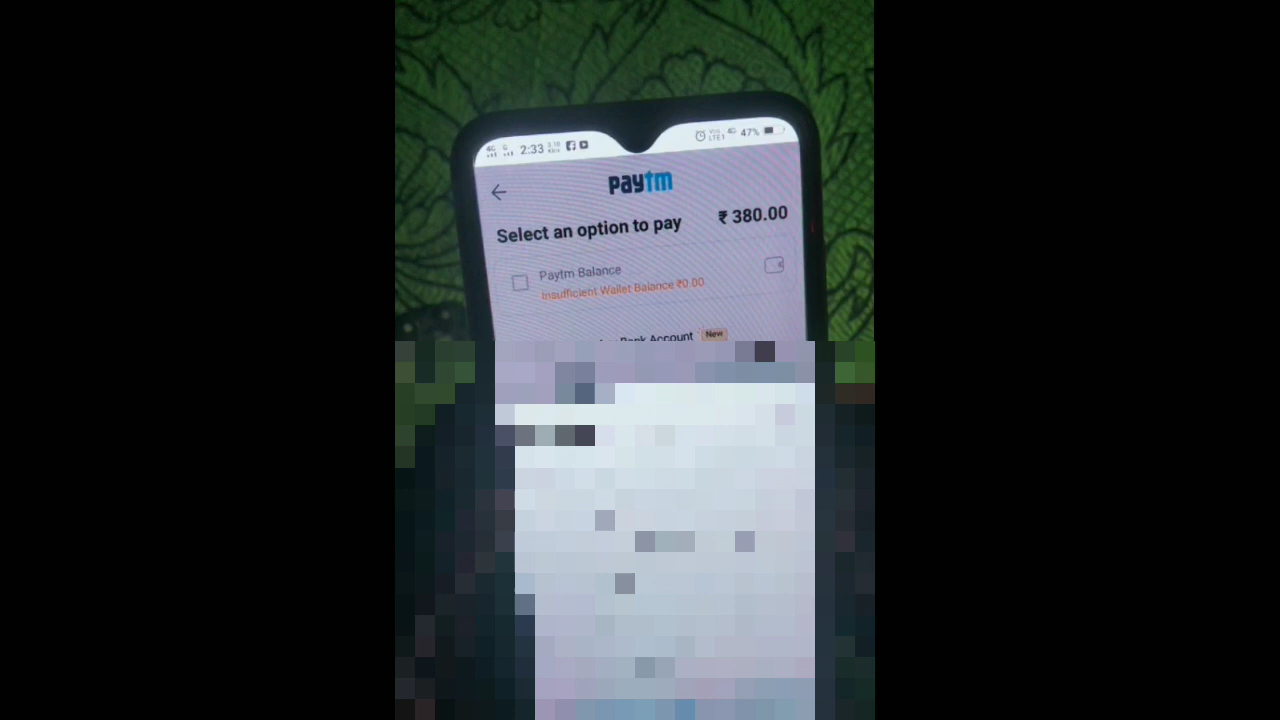 2:33
47%
paytm
Select an option to pay ₹ 380.00
Paytm Balance
Insufficient Wallet Balance ₹0.00
Bank Account New